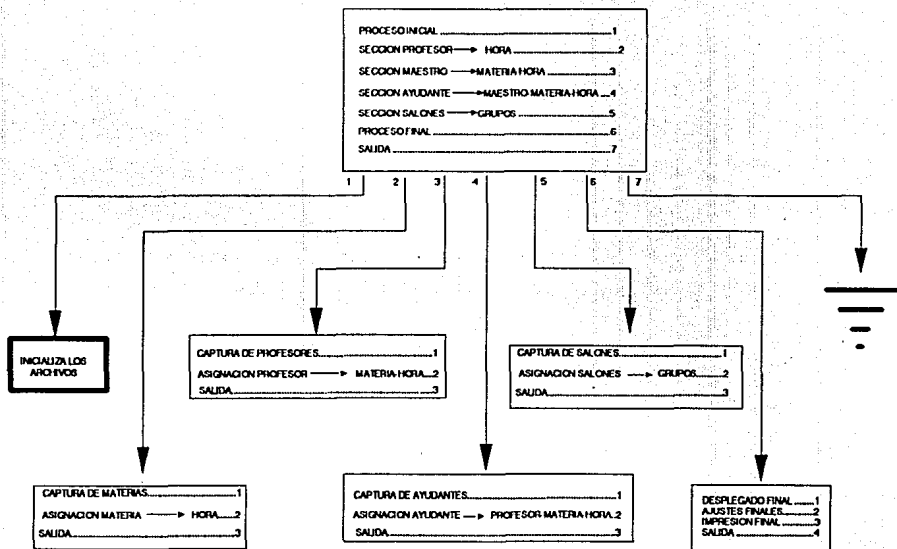 PROCESO INICAL ........ 1
SECCION PROFESOR → HORA ........ 2
SECCION MAESTRO → MATERIA-HORA ........ 3
SECCION AYUDANTE → MAESTRO-MATERIA-HORA ... 4
SECCION SALONES → GRUPOS ........ 5
PROCESO FINAL ........ 6
SALIDA ........ 7
1 2 3 4 5 6 7
INICIALIZA LOS
ARCHIVOS
CAPTURA DE PROFESORES ........ 1
ASIGNACION PROFESOR → MATERIA-HORA .. 2
SALIDA ........ 3
CAPTURA DE SALONES ........ 1
ASIGNACION SALONES → GRUPOS ........ 2
SALIDA ........ 3
CAPTURA DE MATERIAS ........ 1
ASIGNACION MATERIA → HORA ... 2
SALIDA ........ 3
CAPTURA DE AYUDANTES ........ 1
ASIGNACION AYUDANTE → PROFESOR-MATERIA-HORA . 2
SALIDA ........ 3
DESPLEGADO FINAL ..... 1
AJUSTES FINALES ..... 2
IMPRESION FINAL ..... 3
SALIDA ........ 4